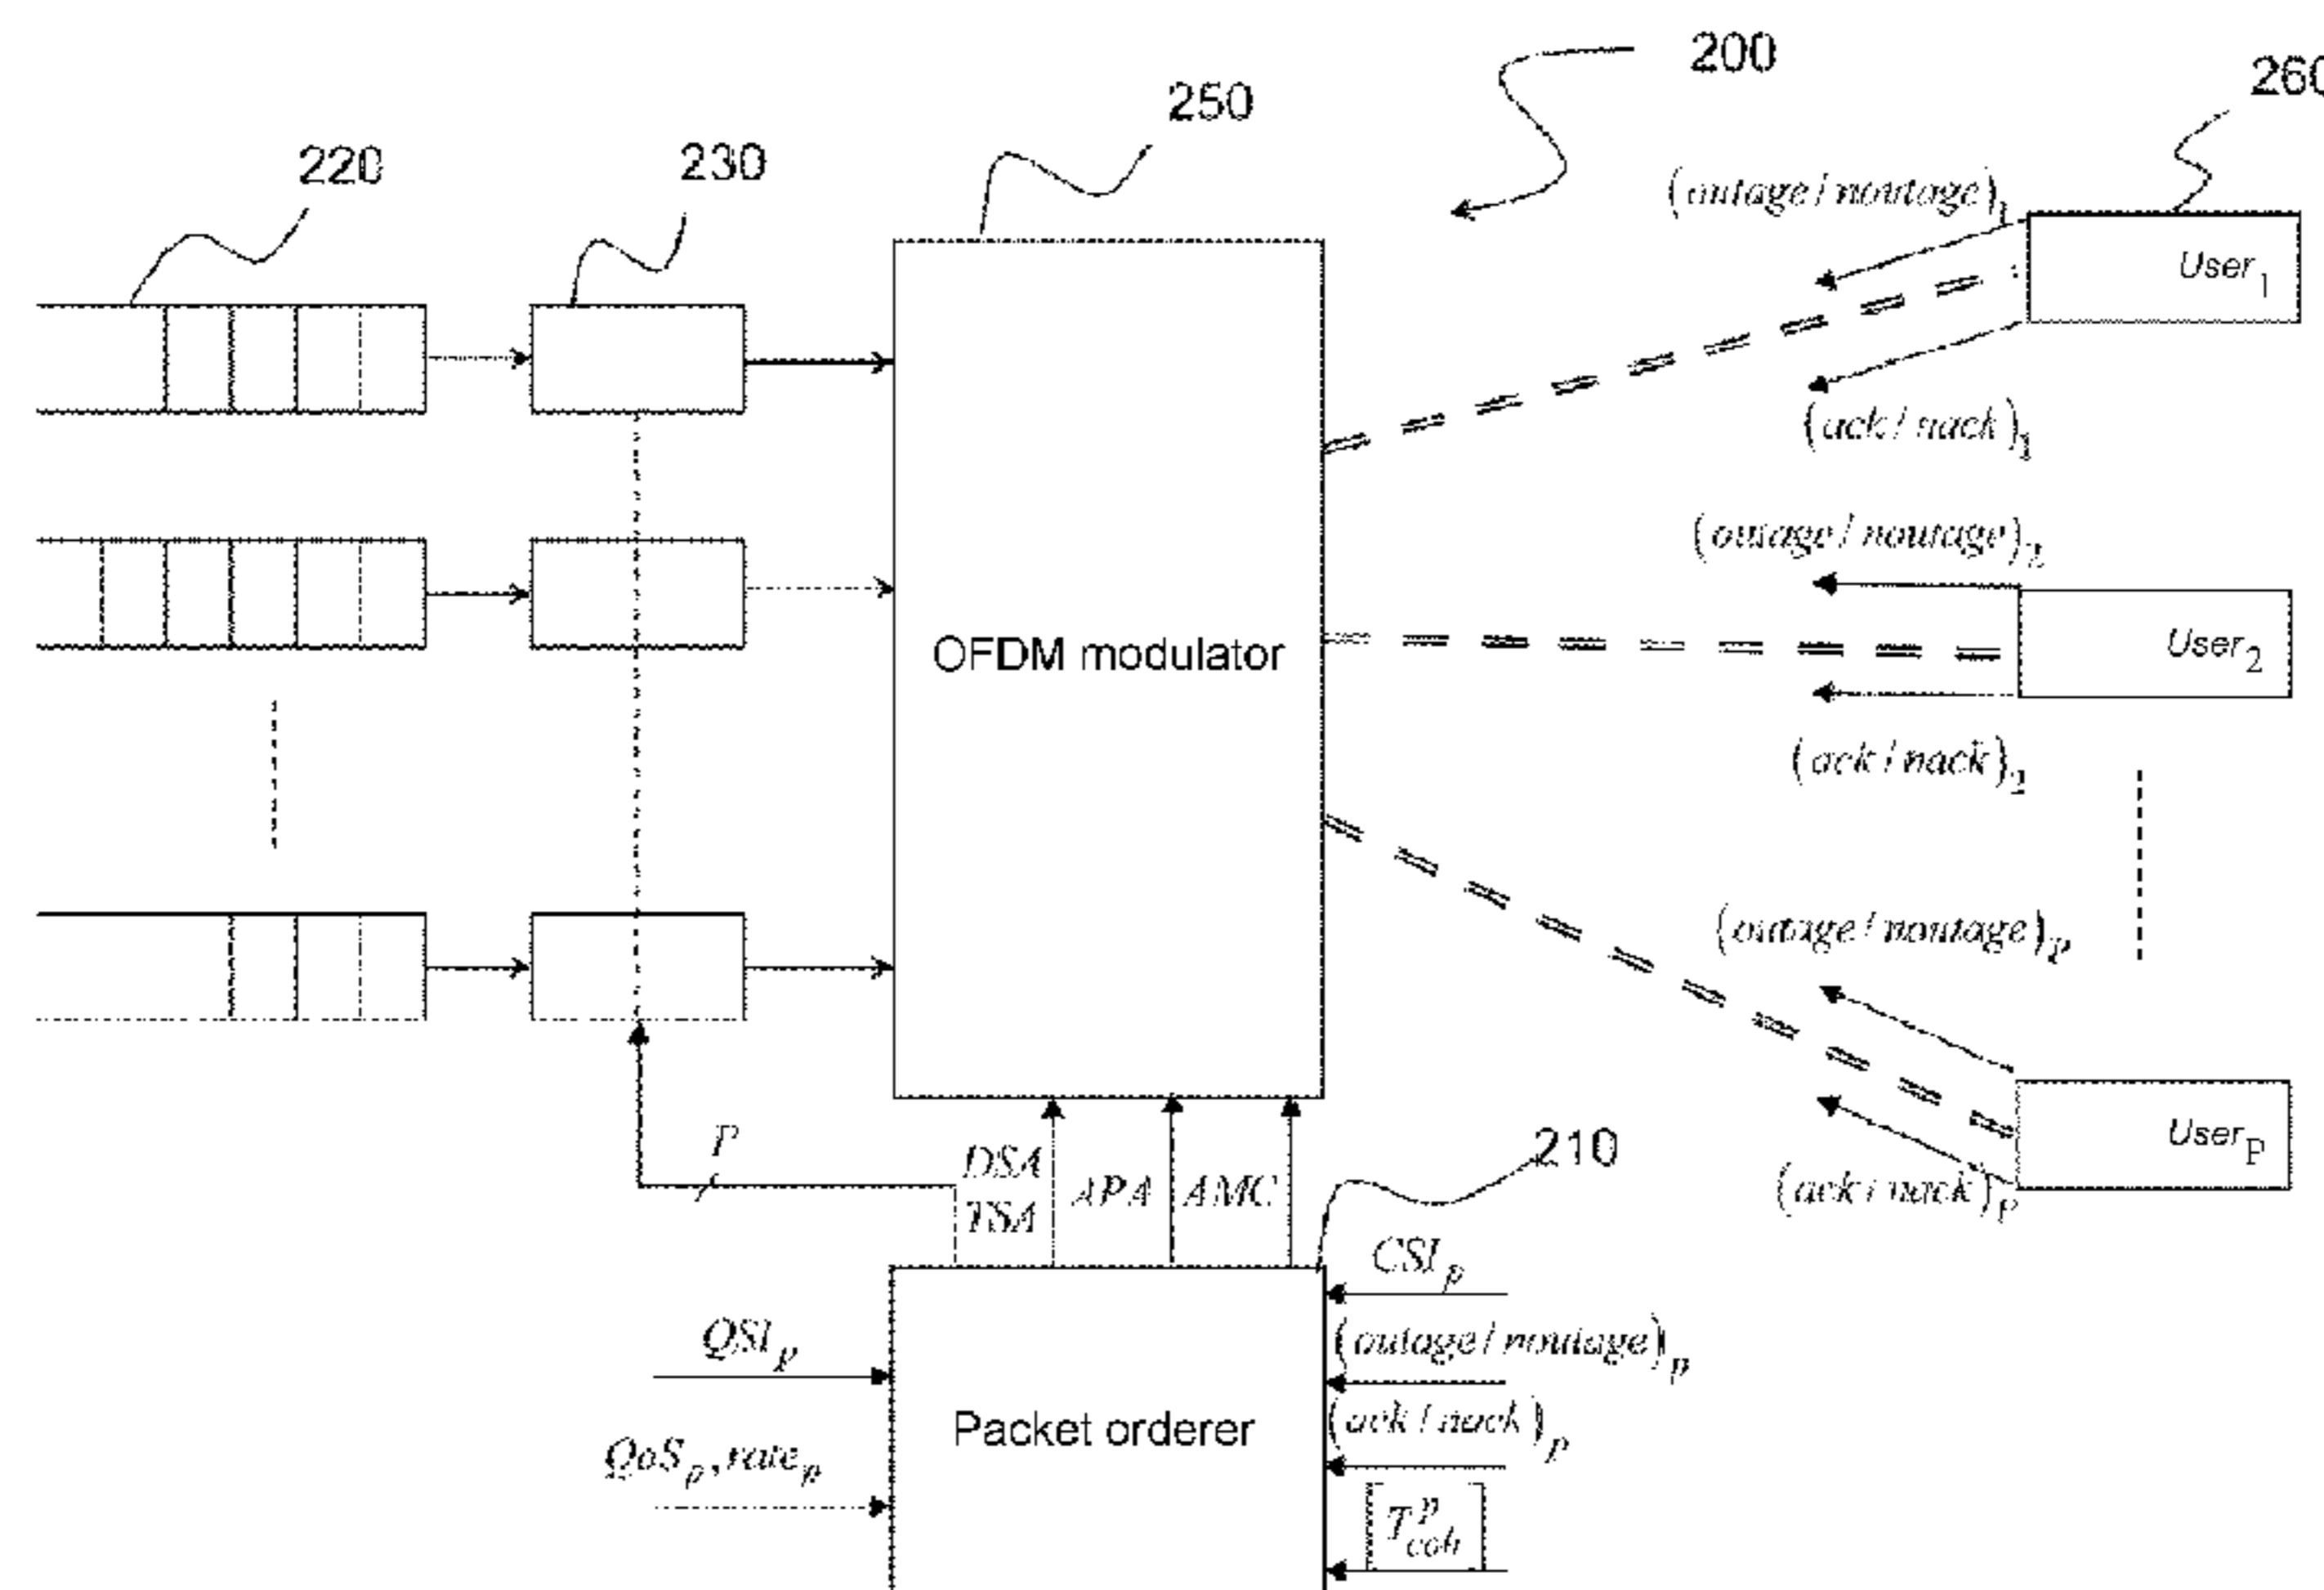 200
260
250
220
230
(outage/noutage)1
User1
(ack/nack)1
(outage/noutage)2
OFDM modulator
User2
(ack/nack)2
(outage/noutage)P
P
DSA
TSA
APA
AMC
210
UserP
(ack/nack)P
CSIp
QSIp
(outage/noutage)p
Packet orderer
(ack/nack)p
QoSp, ratep
[T^p_coh]